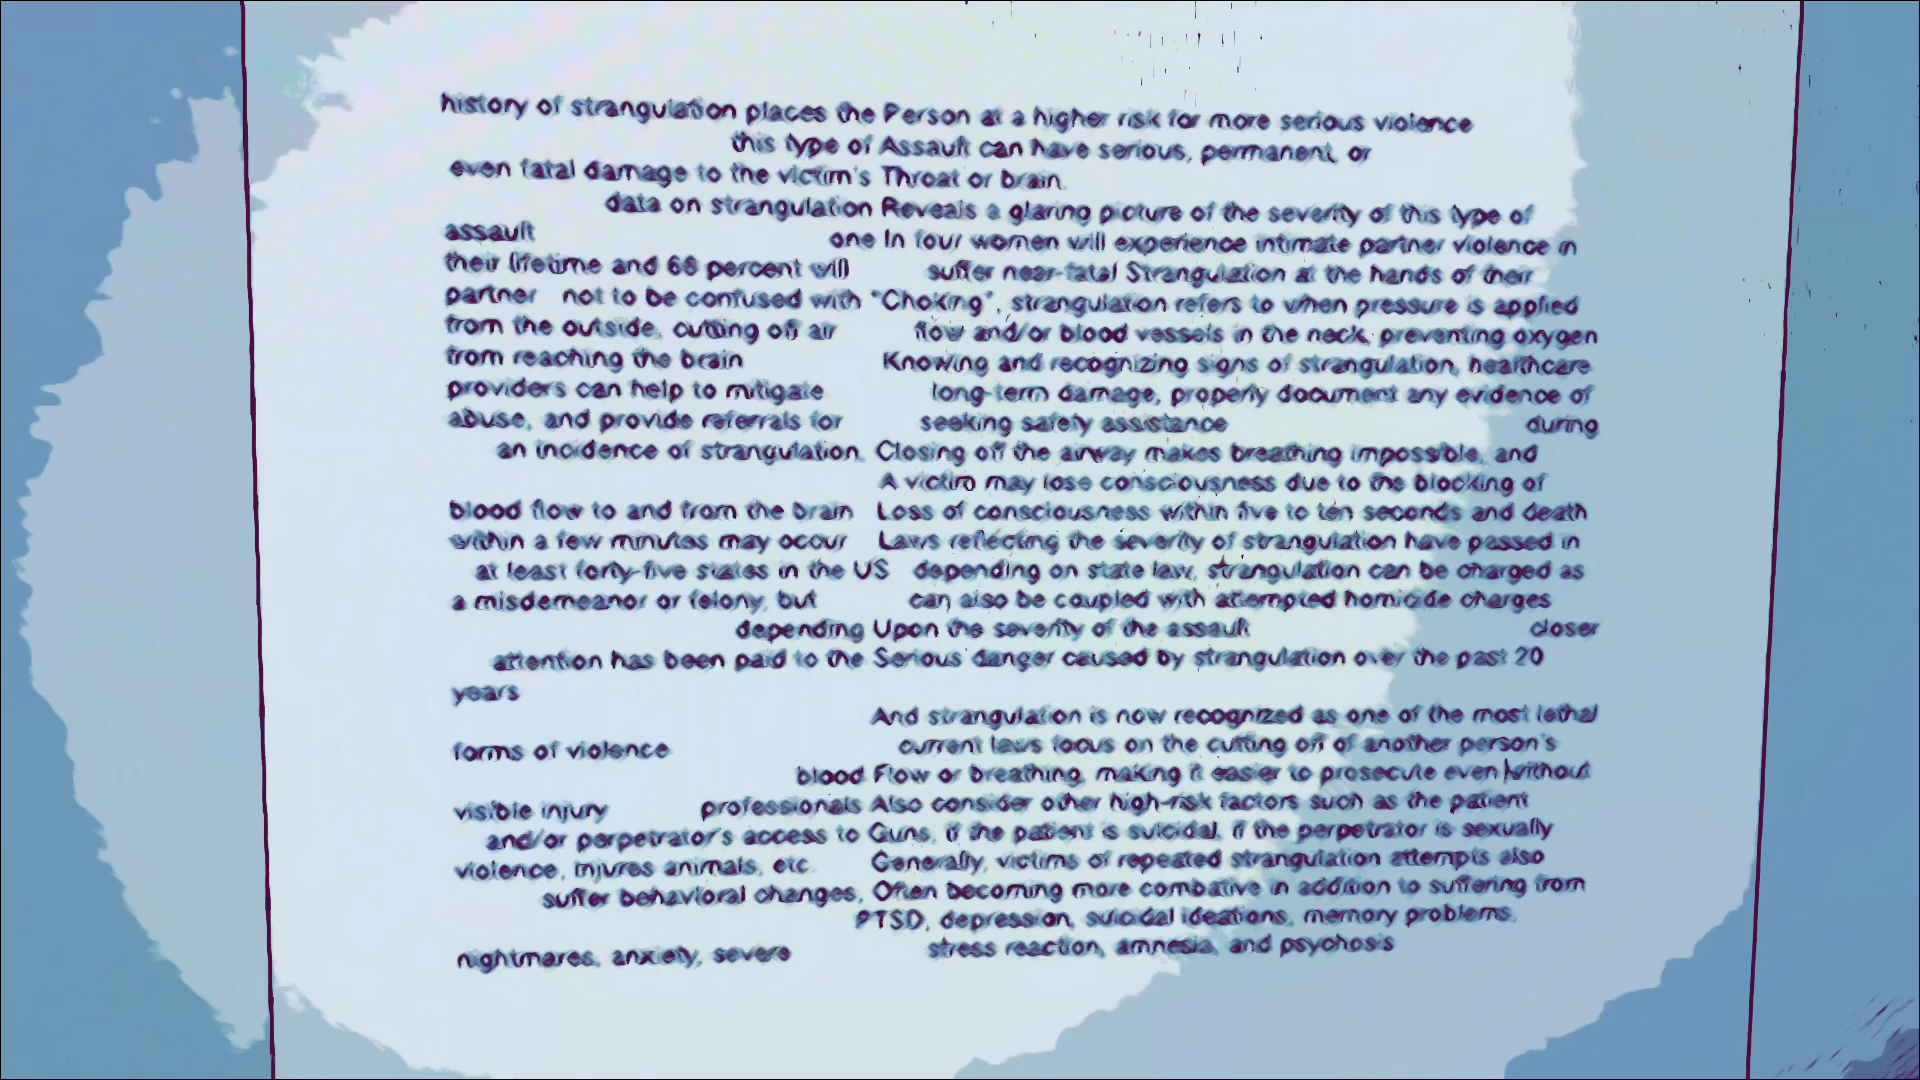 history of strangulation places the Person at a higher risk for more serious violence
this type of Assault can have serious, permanent, or
even fatal damage to the victim's Throat or brain.
data on strangulation Reveals a glaring picture of the severity of this type of
assault one In four women will experience intimate partner violence in
their lifetime and 68 percent will suffer near-fatal Strangulation at the hands of their
partner not to be confused with "Choking", strangulation refers to when pressure is applied
from the outside, cutting off air flow and/or blood vessels in the neck, preventing oxygen
from reaching the brain Knowing and recognizing signs of strangulation, healthcare
providers can help to mitigate long-term damage, properly document any evidence of
abuse, and provide referrals for seeking safety assistance during
an incidence of strangulation. Closing off the airway makes breathing impossible, and
A victim may lose consciousness due to the blocking of
blood flow to and from the brain Loss of consciousness within five to ten seconds and death
within a few minutes may occur Laws reflecting the severity of strangulation have passed in
at least forty-five states in the US depending on state law, strangulation can be charged as
a misdemeanor or felony, but can also be coupled with attempted homicide charges
depending Upon the severity of the assault closer
attention has been paid to the Serious danger caused by strangulation over the past 20
years
And strangulation is now recognized as one of the most lethal
forms of violence current laws focus on the cutting off of another person's
blood Flow or breathing, making it easier to prosecute even without
visible injury professionals Also consider other high-risk factors such as the patient
and/or perpetrator's access to Guns, if the patient is suicidal, if the perpetrator is sexually
violence, injures animals, etc. Generally, victims of repeated strangulation attempts also
suffer behavioral changes, Often becoming more combative in addition to suffering from
PTSD, depression, suicidal ideations, memory problems,
nightmares, anxiety, severe stress reaction, amnesia, and psychosis